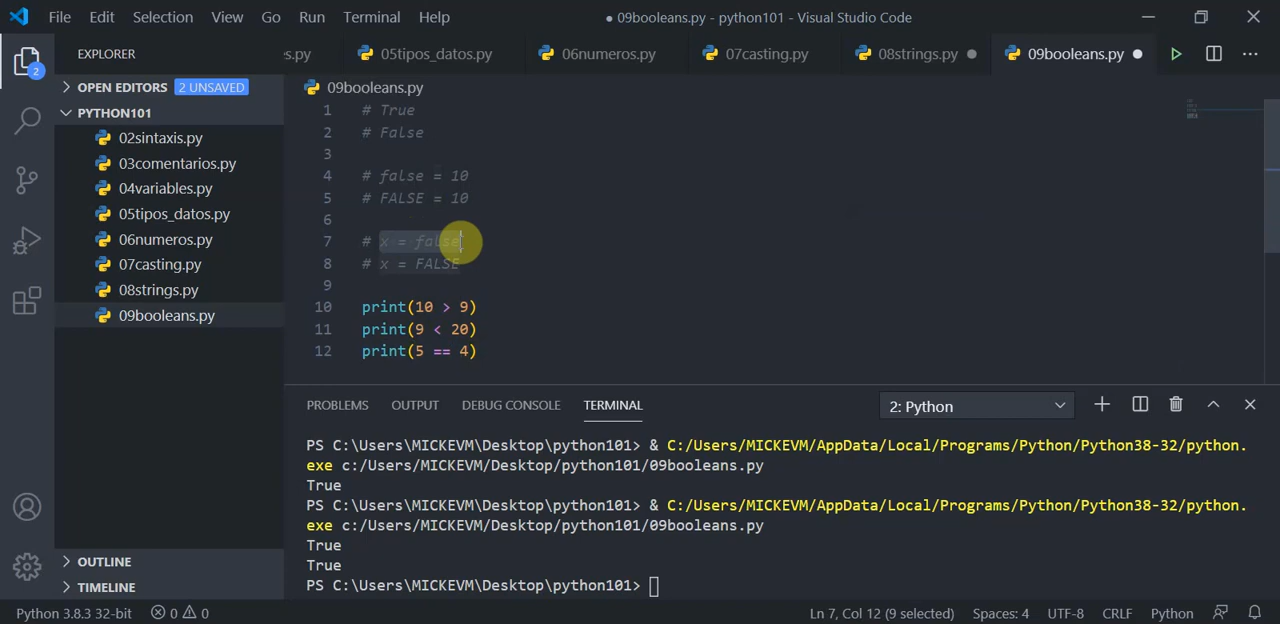 File Edit Selection View Go Run Terminal Help
● 09booleans.py - python101 - Visual Studio Code
EXPLORER
es.py 05tipos_datos.py 06numeros.py 07casting.py 08strings.py ● 09booleans.py ●
OPEN EDITORS 2 UNSAVED
2
PYTHON101
02sintaxis.py
03comentarios.py
04variables.py
05tipos_datos.py
06numeros.py
07casting.py
08strings.py
09booleans.py
OUTLINE
TIMELINE
09booleans.py
1 # True
2 # False
3
4 # false = 10
5 # FALSE = 10
6
7 # x = false
8 # x = FALSE
9
10 print(10 > 9)
11 print(9 < 20)
12 print(5 == 4)
PROBLEMS OUTPUT DEBUG CONSOLE TERMINAL 2: Python
PS C:\Users\MICKEVM\Desktop\python101> & C:/Users/MICKEVM/AppData/Local/Programs/Python/Python38-32/python.
exe c:/Users/MICKEVM/Desktop/python101/09booleans.py
True
PS C:\Users\MICKEVM\Desktop\python101> & C:/Users/MICKEVM/AppData/Local/Programs/Python/Python38-32/python.
exe c:/Users/MICKEVM/Desktop/python101/09booleans.py
True
True
PS C:\Users\MICKEVM\Desktop\python101>
Python 3.8.3 32-bit 0 0 Ln 7, Col 12 (9 selected) Spaces: 4 UTF-8 CRLF Python